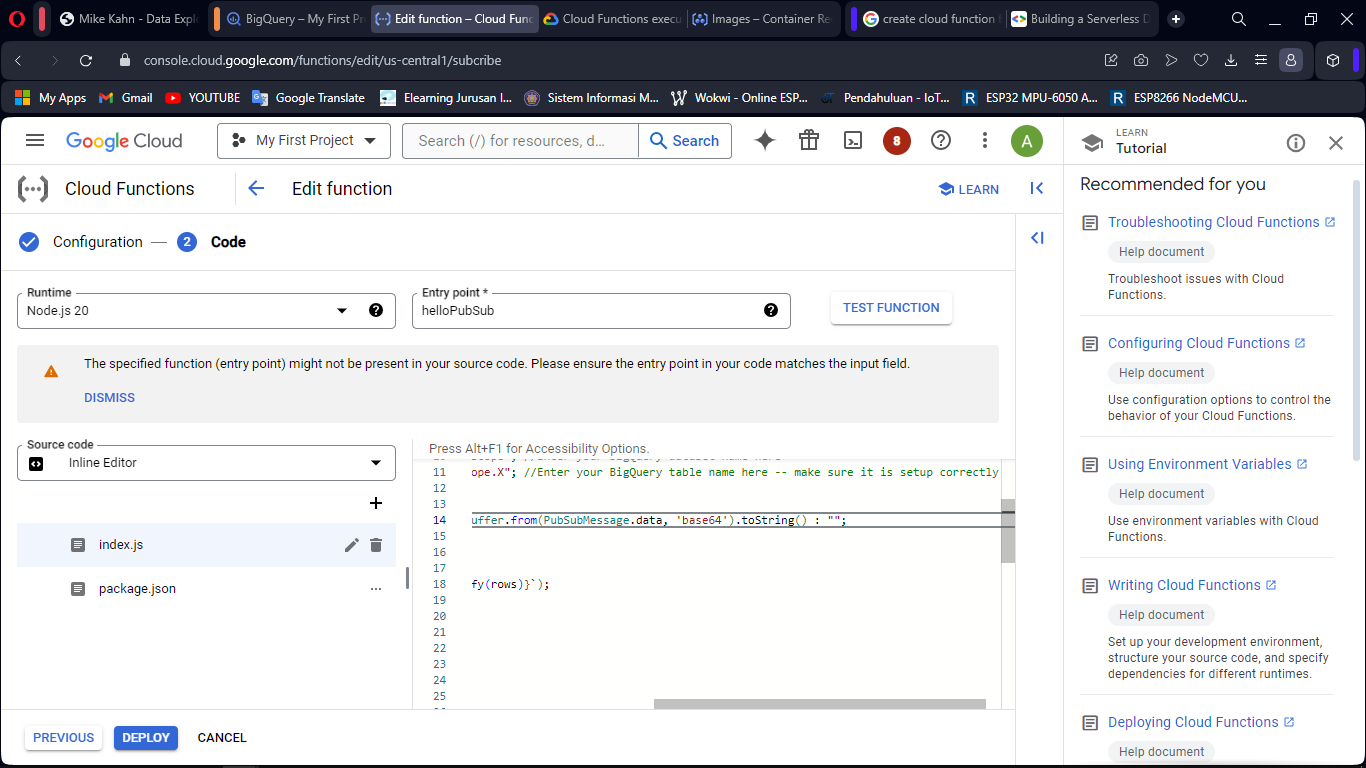 Mike Kahn - Data Expl
BigQuery – My First Pr
Edit function – Cloud Func
Cloud Functions execu
Images – Container Re
create cloud function f
Building a Serverless D
console.cloud.google.com/functions/edit/us-central1/subcribe
My Apps
Gmail
YOUTUBE
Google Translate
Elearning Jurusan I...
Sistem Informasi M...
Wokwi - Online ESP...
Pendahuluan - IoT...
ESP32 MPU-6050 A...
ESP8266 NodeMCU...
Google Cloud
My First Project
Search (/) for resources, d...
Search
8
A
LEARN
Tutorial
Cloud Functions
Edit function
LEARN
Configuration
2
Code
Runtime
Node.js 20
Entry point *
helloPubSub
TEST FUNCTION
The specified function (entry point) might not be present in your source code. Please ensure the entry point in your code matches the input field.
DISMISS
Source code
Inline Editor
index.js
package.json
Press Alt+F1 for Accessibility Options.
11 ope.X"; //Enter your BigQuery table name here -- make sure it is setup correctly
12
13
14 uffer.from(PubSubMessage.data, 'base64').toString() : "";
15
16
17
18 fy(rows)}`);
19
20
21
22
23
24
25
PREVIOUS
DEPLOY
CANCEL
Recommended for you
Troubleshooting Cloud Functions
Help document
Troubleshoot issues with Cloud
Functions.
Configuring Cloud Functions
Help document
Use configuration options to control the
behavior of your Cloud Functions.
Using Environment Variables
Help document
Use environment variables with Cloud
Functions.
Writing Cloud Functions
Help document
Set up your development environment,
structure your source code, and specify
dependencies for different runtimes.
Deploying Cloud Functions
Help document